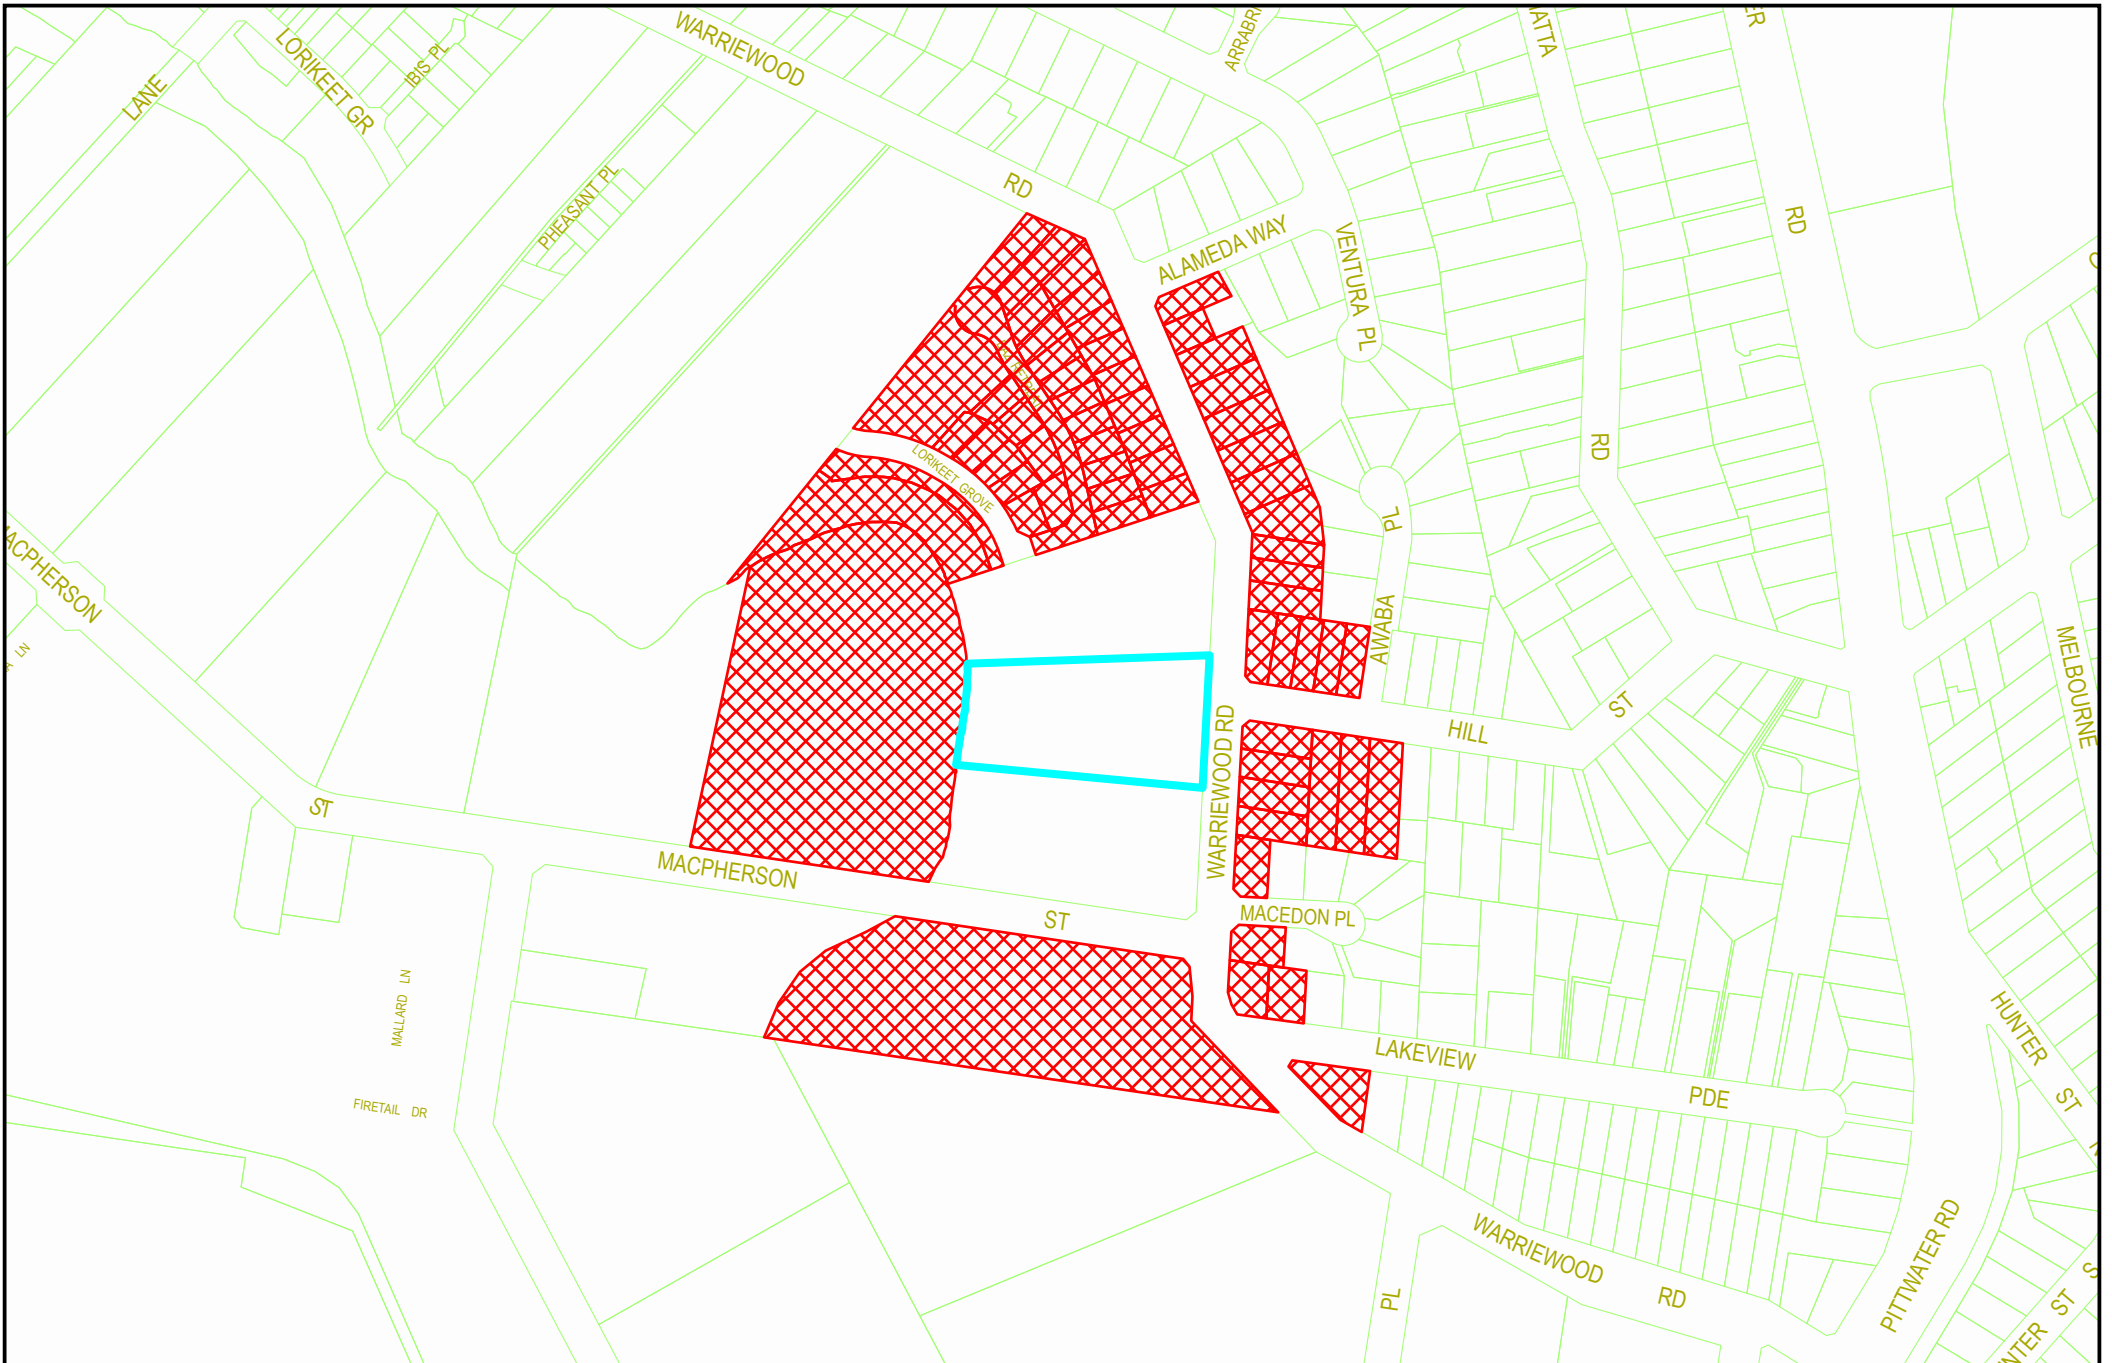 WARRIEWOOD
LORIKEET GR
IBIS PL
LANE
RD
PHEASANT PL
ALAMEDA WAY
VENTURA PL
RD
RD
LORIKEET GROVE
PL
AWABA
MACPHERSON
ST
HILL
ST
MELBOURNE
WARRIEWOOD RD
MACPHERSON
ST
MACEDON PL
MALLARD LN
LAKEVIEW
PDE
HUNTER
ST
FIRETAIL DR
WARRIEWOOD
RD
PL
PITTWATER RD
ST
LN